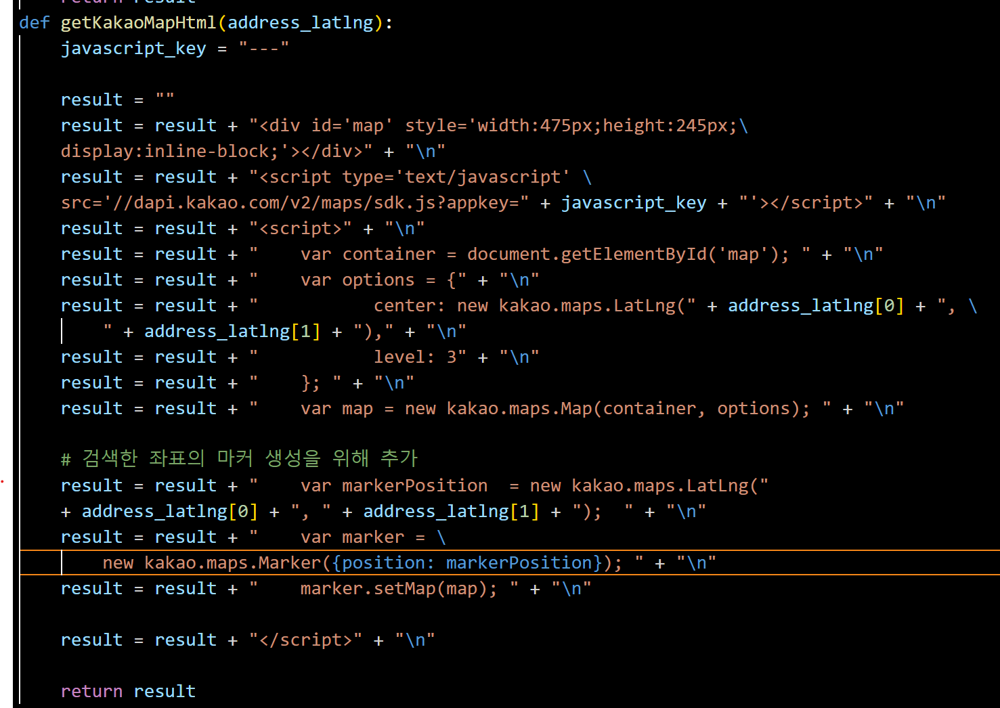 return result
def getKakaoMapHtml(address_latlng):
    javascript_key = "---"

    result = ""
    result = result + "<div id='map' style='width:475px;height:245px;\
    display:inline-block;'></div>" + "\n"
    result = result + "<script type='text/javascript' \
    src='//dapi.kakao.com/v2/maps/sdk.js?appkey=" + javascript_key + "'></script>" + "\n"
    result = result + "<script>" + "\n"
    result = result + "    var container = document.getElementById('map'); " + "\n"
    result = result + "    var options = {" + "\n"
    result = result + "           center: new kakao.maps.LatLng(" + address_latlng[0] + ", \
        " + address_latlng[1] + ")," + "\n"
    result = result + "           level: 3" + "\n"
    result = result + "    }; " + "\n"
    result = result + "    var map = new kakao.maps.Map(container, options); " + "\n"

    # 검색한 좌표의 마커 생성을 위해 추가
    result = result + "    var markerPosition  = new kakao.maps.LatLng("
    + address_latlng[0] + ", " + address_latlng[1] + ");  " + "\n"
    result = result + "    var marker = \
        new kakao.maps.Marker({position: markerPosition}); " + "\n"
    result = result + "    marker.setMap(map); " + "\n"

    result = result + "</script>" + "\n"

    return result